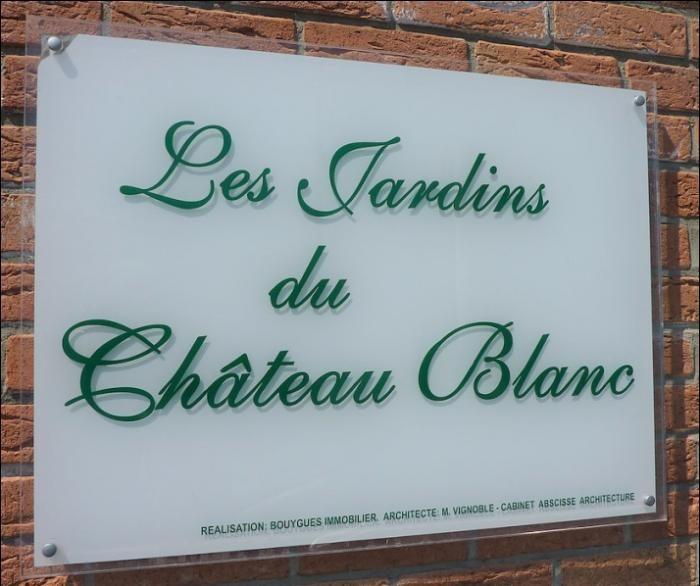 Les Jardins
du
Château Blanc
REALISATION: BOUYGUES IMMOBILIER. ARCHITECTE: M. VIGNOBLE - CABINET ABSCISSE ARCHITECTURE